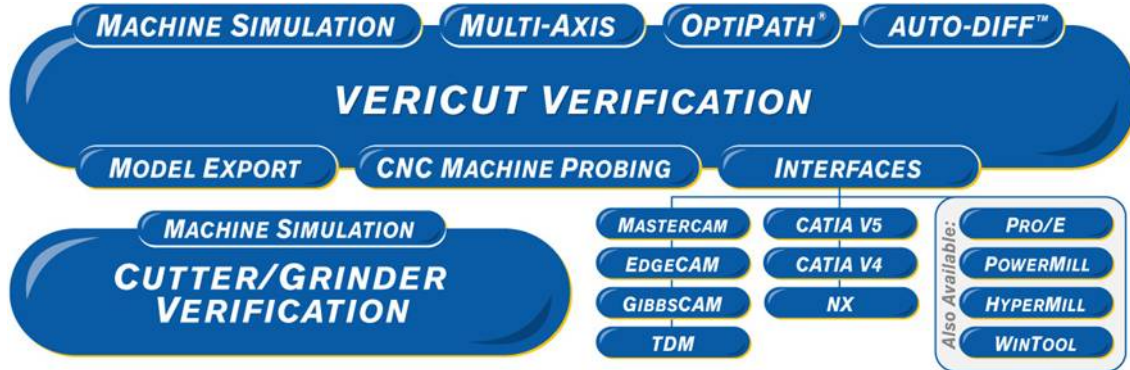 MACHINE SIMULATION
MULTI-AXIS
OPTIPATH®
AUTO-DIFF™
VERICUT VERIFICATION
MODEL EXPORT
CNC MACHINE PROBING
INTERFACES
MACHINE SIMULATION
CUTTER/GRINDER
VERIFICATION
MASTERCAM
EDGECAM
GIBBSCAM
TDM
CATIA V5
CATIA V4
NX
Also Available:
PRO/E
POWERMILL
HYPERMILL
WINTOOL